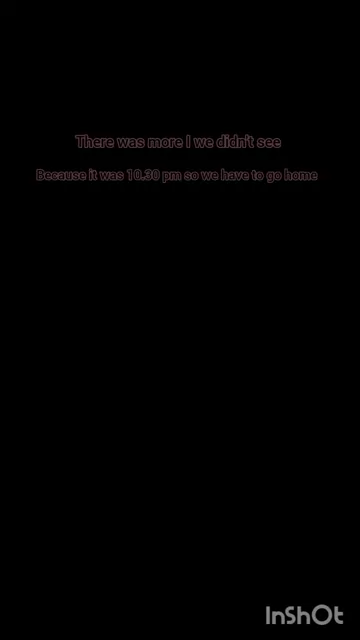 There was more I we didn't see
Because it was 10.30 pm so we have to go home
InShOt